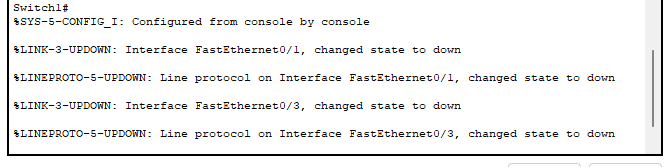 Switch1#
%SYS-5-CONFIG_I: Configured from console by console
%LINK-3-UPDOWN: Interface FastEthernet0/1, changed state to down
%LINEPROTO-5-UPDOWN: Line protocol on Interface FastEthernet0/1, changed state to down
%LINK-3-UPDOWN: Interface FastEthernet0/3, changed state to down
%LINEPROTO-5-UPDOWN: Line protocol on Interface FastEthernet0/3, changed state to down